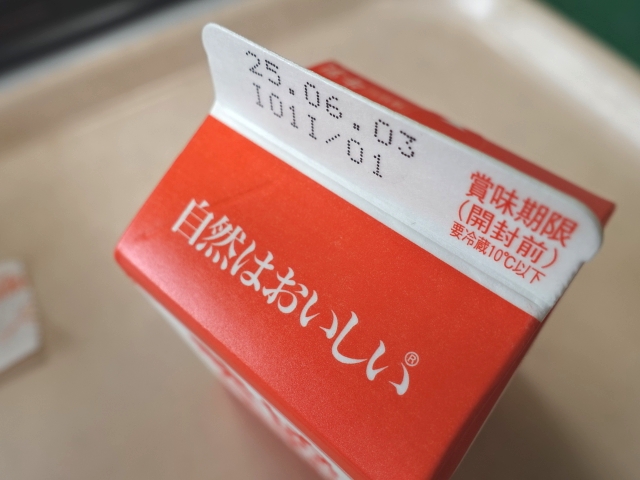 25.06.03
I01I/01
賞味期限
(開封前)
要冷蔵10℃以下
自然はおいしい®